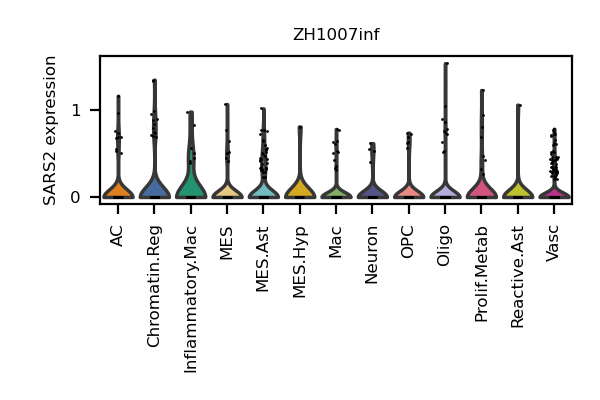 ZH1007inf
SARS2 expression
1
0
AC
Chromatin.Reg
Inflammatory.Mac
MES
MES.Ast
MES.Hyp
Mac
Neuron
OPC
Oligo
Prolif.Metab
Reactive.Ast
Vasc